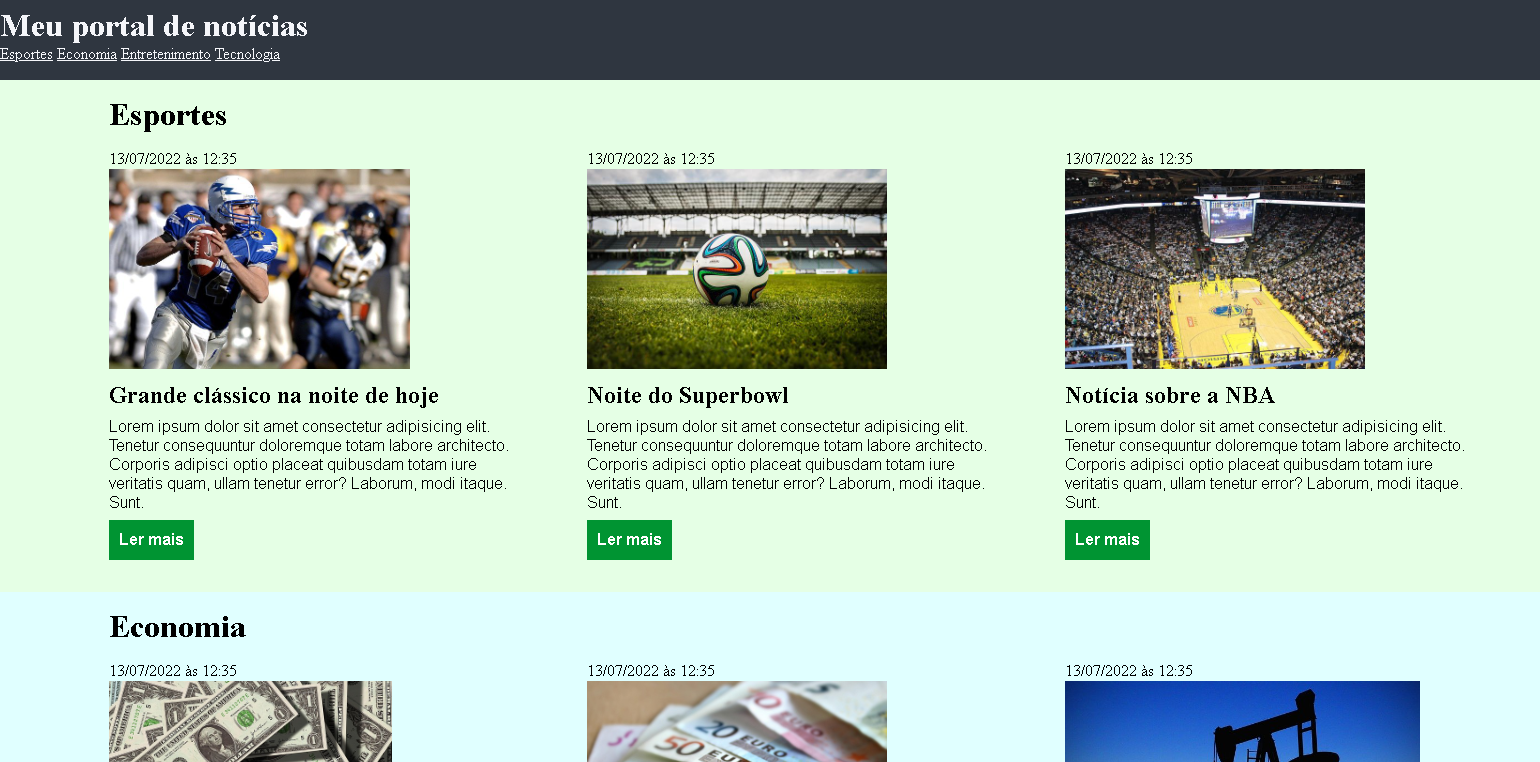 Meu portal de notícias
Esportes Economia Entretenimento Tecnologia
Esportes
13/07/2022 às 12:35
14
Grande clássico na noite de hoje
Lorem ipsum dolor sit amet consectetur adipisicing elit.
Tenetur consequuntur doloremque totam labore architecto.
Corporis adipisci optio placeat quibusdam totam iure
veritatis quam, ullam tenetur error? Laborum, modi itaque.
Sunt.
Ler mais
13/07/2022 às 12:35
Noite do Superbowl
Lorem ipsum dolor sit amet consectetur adipisicing elit.
Tenetur consequuntur doloremque totam labore architecto.
Corporis adipisci optio placeat quibusdam totam iure
veritatis quam, ullam tenetur error? Laborum, modi itaque.
Sunt.
Ler mais
13/07/2022 às 12:35
Notícia sobre a NBA
Lorem ipsum dolor sit amet consectetur adipisicing elit.
Tenetur consequuntur doloremque totam labore architecto.
Corporis adipisci optio placeat quibusdam totam iure
veritatis quam, ullam tenetur error? Laborum, modi itaque.
Sunt.
Ler mais
Economia
13/07/2022 às 12:35
13/07/2022 às 12:35
10 EURO
20 EURO
50 EURO
13/07/2022 às 12:35